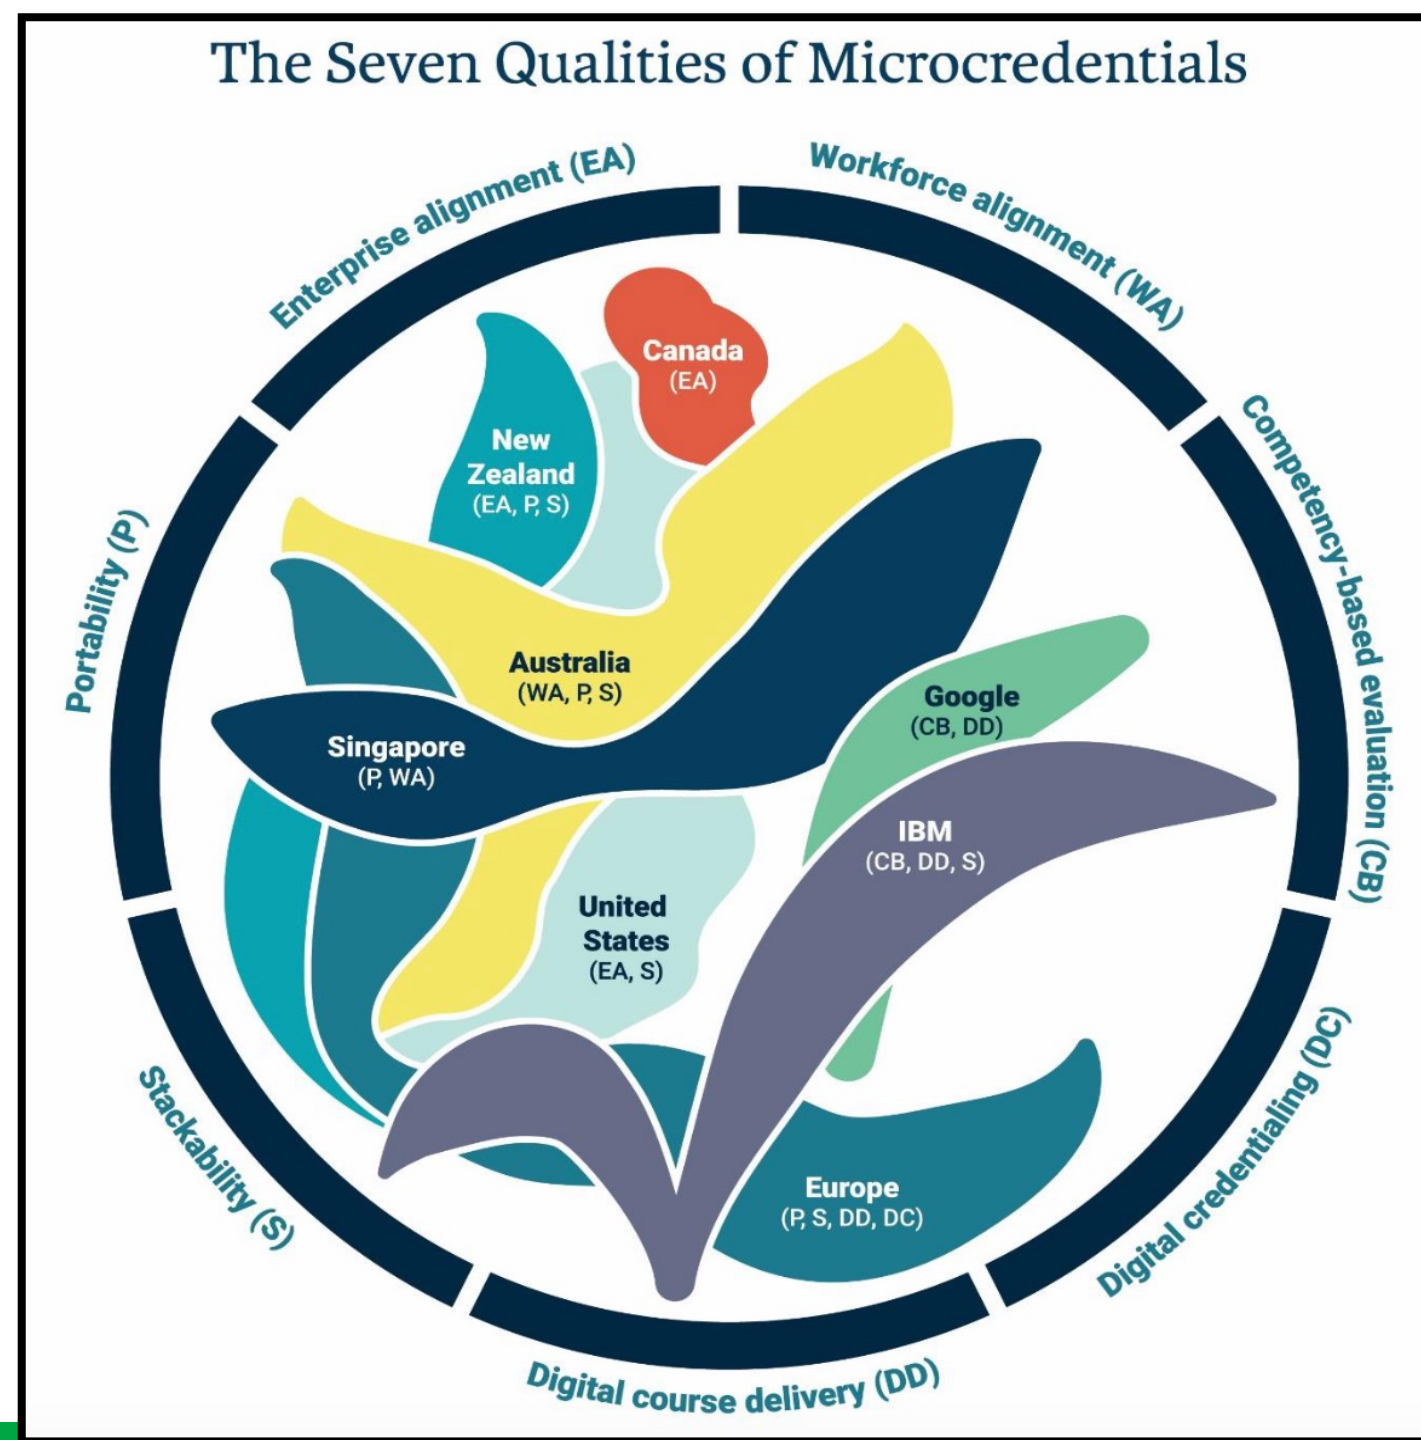 The Seven Qualities of Microcredentials
Enterprise alignment (EA)
Workforce alignment (WA)
Competency-based evaluation (CB)
Digital credentialing (DC)
Digital course delivery (DD)
Stackability (S)
Portability (P)
Canada
(EA)
New
Zealand
(EA, P, S)
Australia
(WA, P, S)
Singapore
(P, WA)
Google
(CB, DD)
IBM
(CB, DD, S)
United
States
(EA, S)
Europe
(P, S, DD, DC)